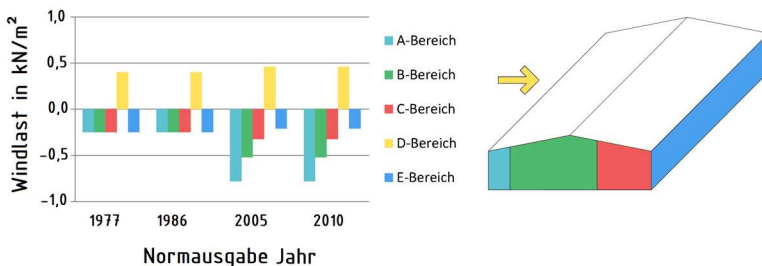 Windlast in kN/m²
1,0
0,5
0,0
-0,5
-1,0
1977 1986 2005 2010
Normausgabe Jahr
A-Bereich
B-Bereich
C-Bereich
D-Bereich
E-Bereich